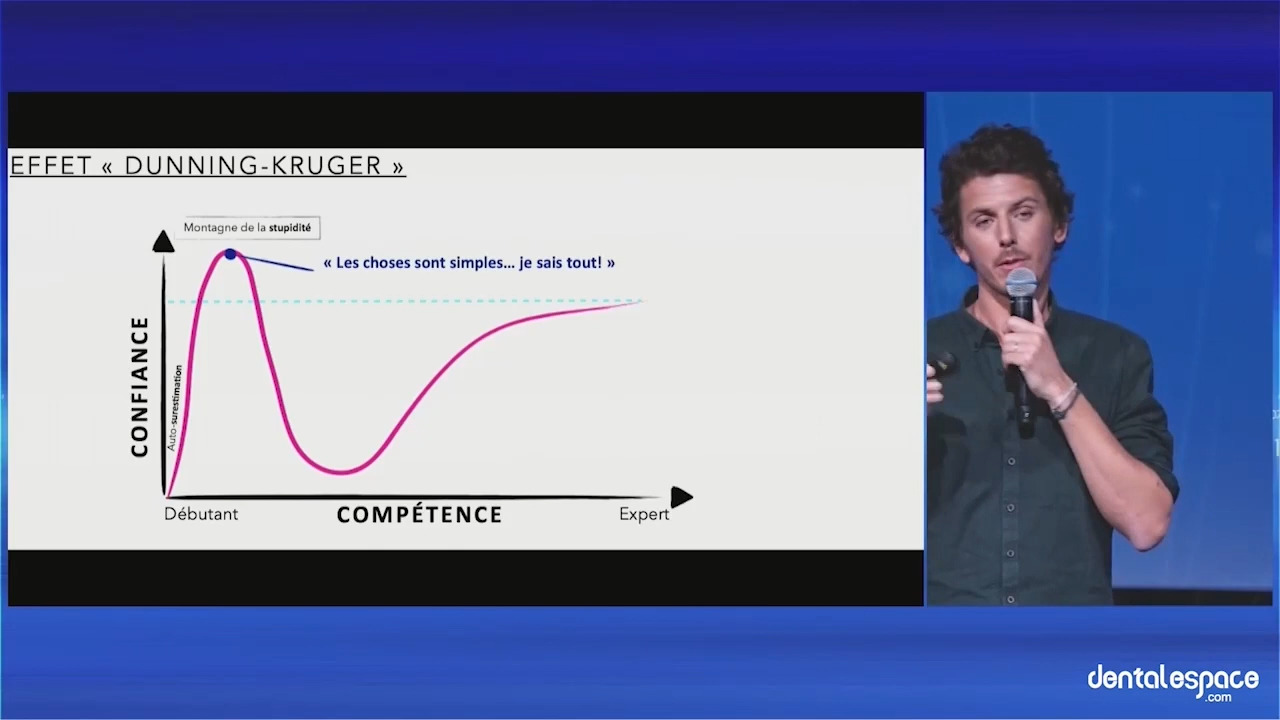 EFFET « DUNNING-KRUGER »
Montagne de la stupidité
« Les choses sont simples... je sais tout! »
CONFIANCE
Auto-surestimation
Débutant
COMPÉTENCE
Expert
dentalespace
.com